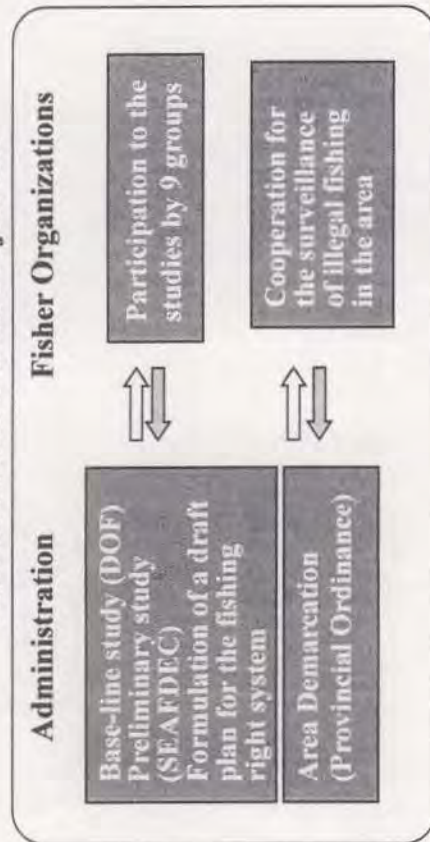 Administration
Base-line study (DOF)
Preliminary study
(SEAFDEC)
Formulation of a draft
plan for the fishing
right system
Area Demarcation
(Provincial Ordinance)
Fisher Organizations
Participation to the
studies by 9 groups
Cooperation for
the surveillance
of illegal fishing
in the area